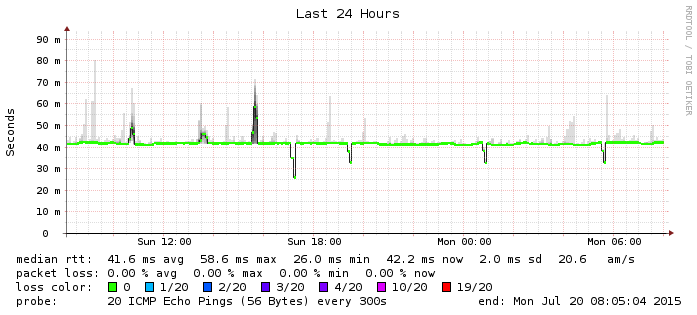 Last 24 Hours
RRDTOOL / TOBI OETIKER
Seconds
90 m
80 m
70 m
60 m
50 m
40 m
30 m
20 m
10 m
0
Sun 12:00 Sun 18:00 Mon 00:00 Mon 06:00
median rtt: 41.6 ms avg 58.6 ms max 26.0 ms min 42.2 ms now 2.0 ms sd 20.6 am/s
packet loss: 0.00 % avg 0.00 % max 0.00 % min 0.00 % now
loss color: 0 1/20 2/20 3/20 4/20 10/20 19/20
probe: 20 ICMP Echo Pings (56 Bytes) every 300s end: Mon Jul 20 08:05:04 2015